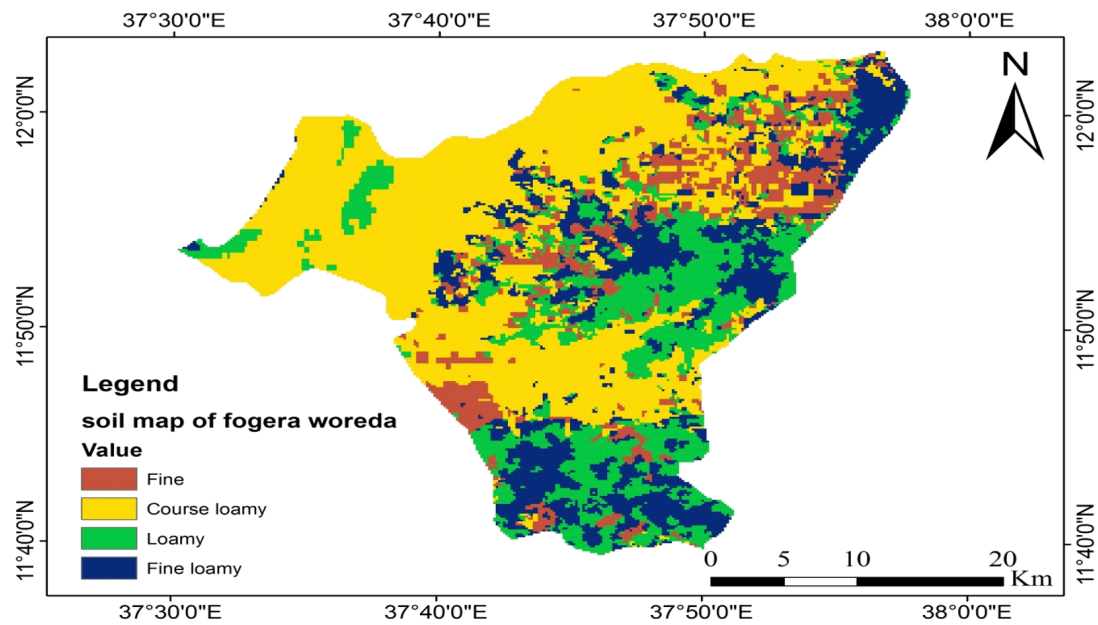 37°30'0"E 37°40'0"E 37°50'0"E 38°0'0"E
N
12°0'0"N 12°0'0"N
11°50'0"N 11°50'0"N
Legend
soil map of fogera woreda
Value
Fine
Course loamy
Loamy
Fine loamy
11°40'0"N 11°40'0"N
0 5 10 20
Km
37°30'0"E 37°40'0"E 37°50'0"E 38°0'0"E